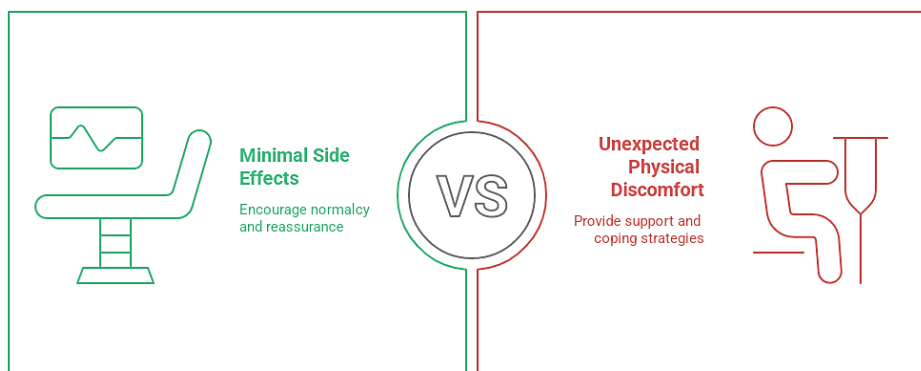 Minimal Side
Effects
Encourage normalcy
and reassurance
VS
Unexpected
Physical
Discomfort
Provide support and
coping strategies